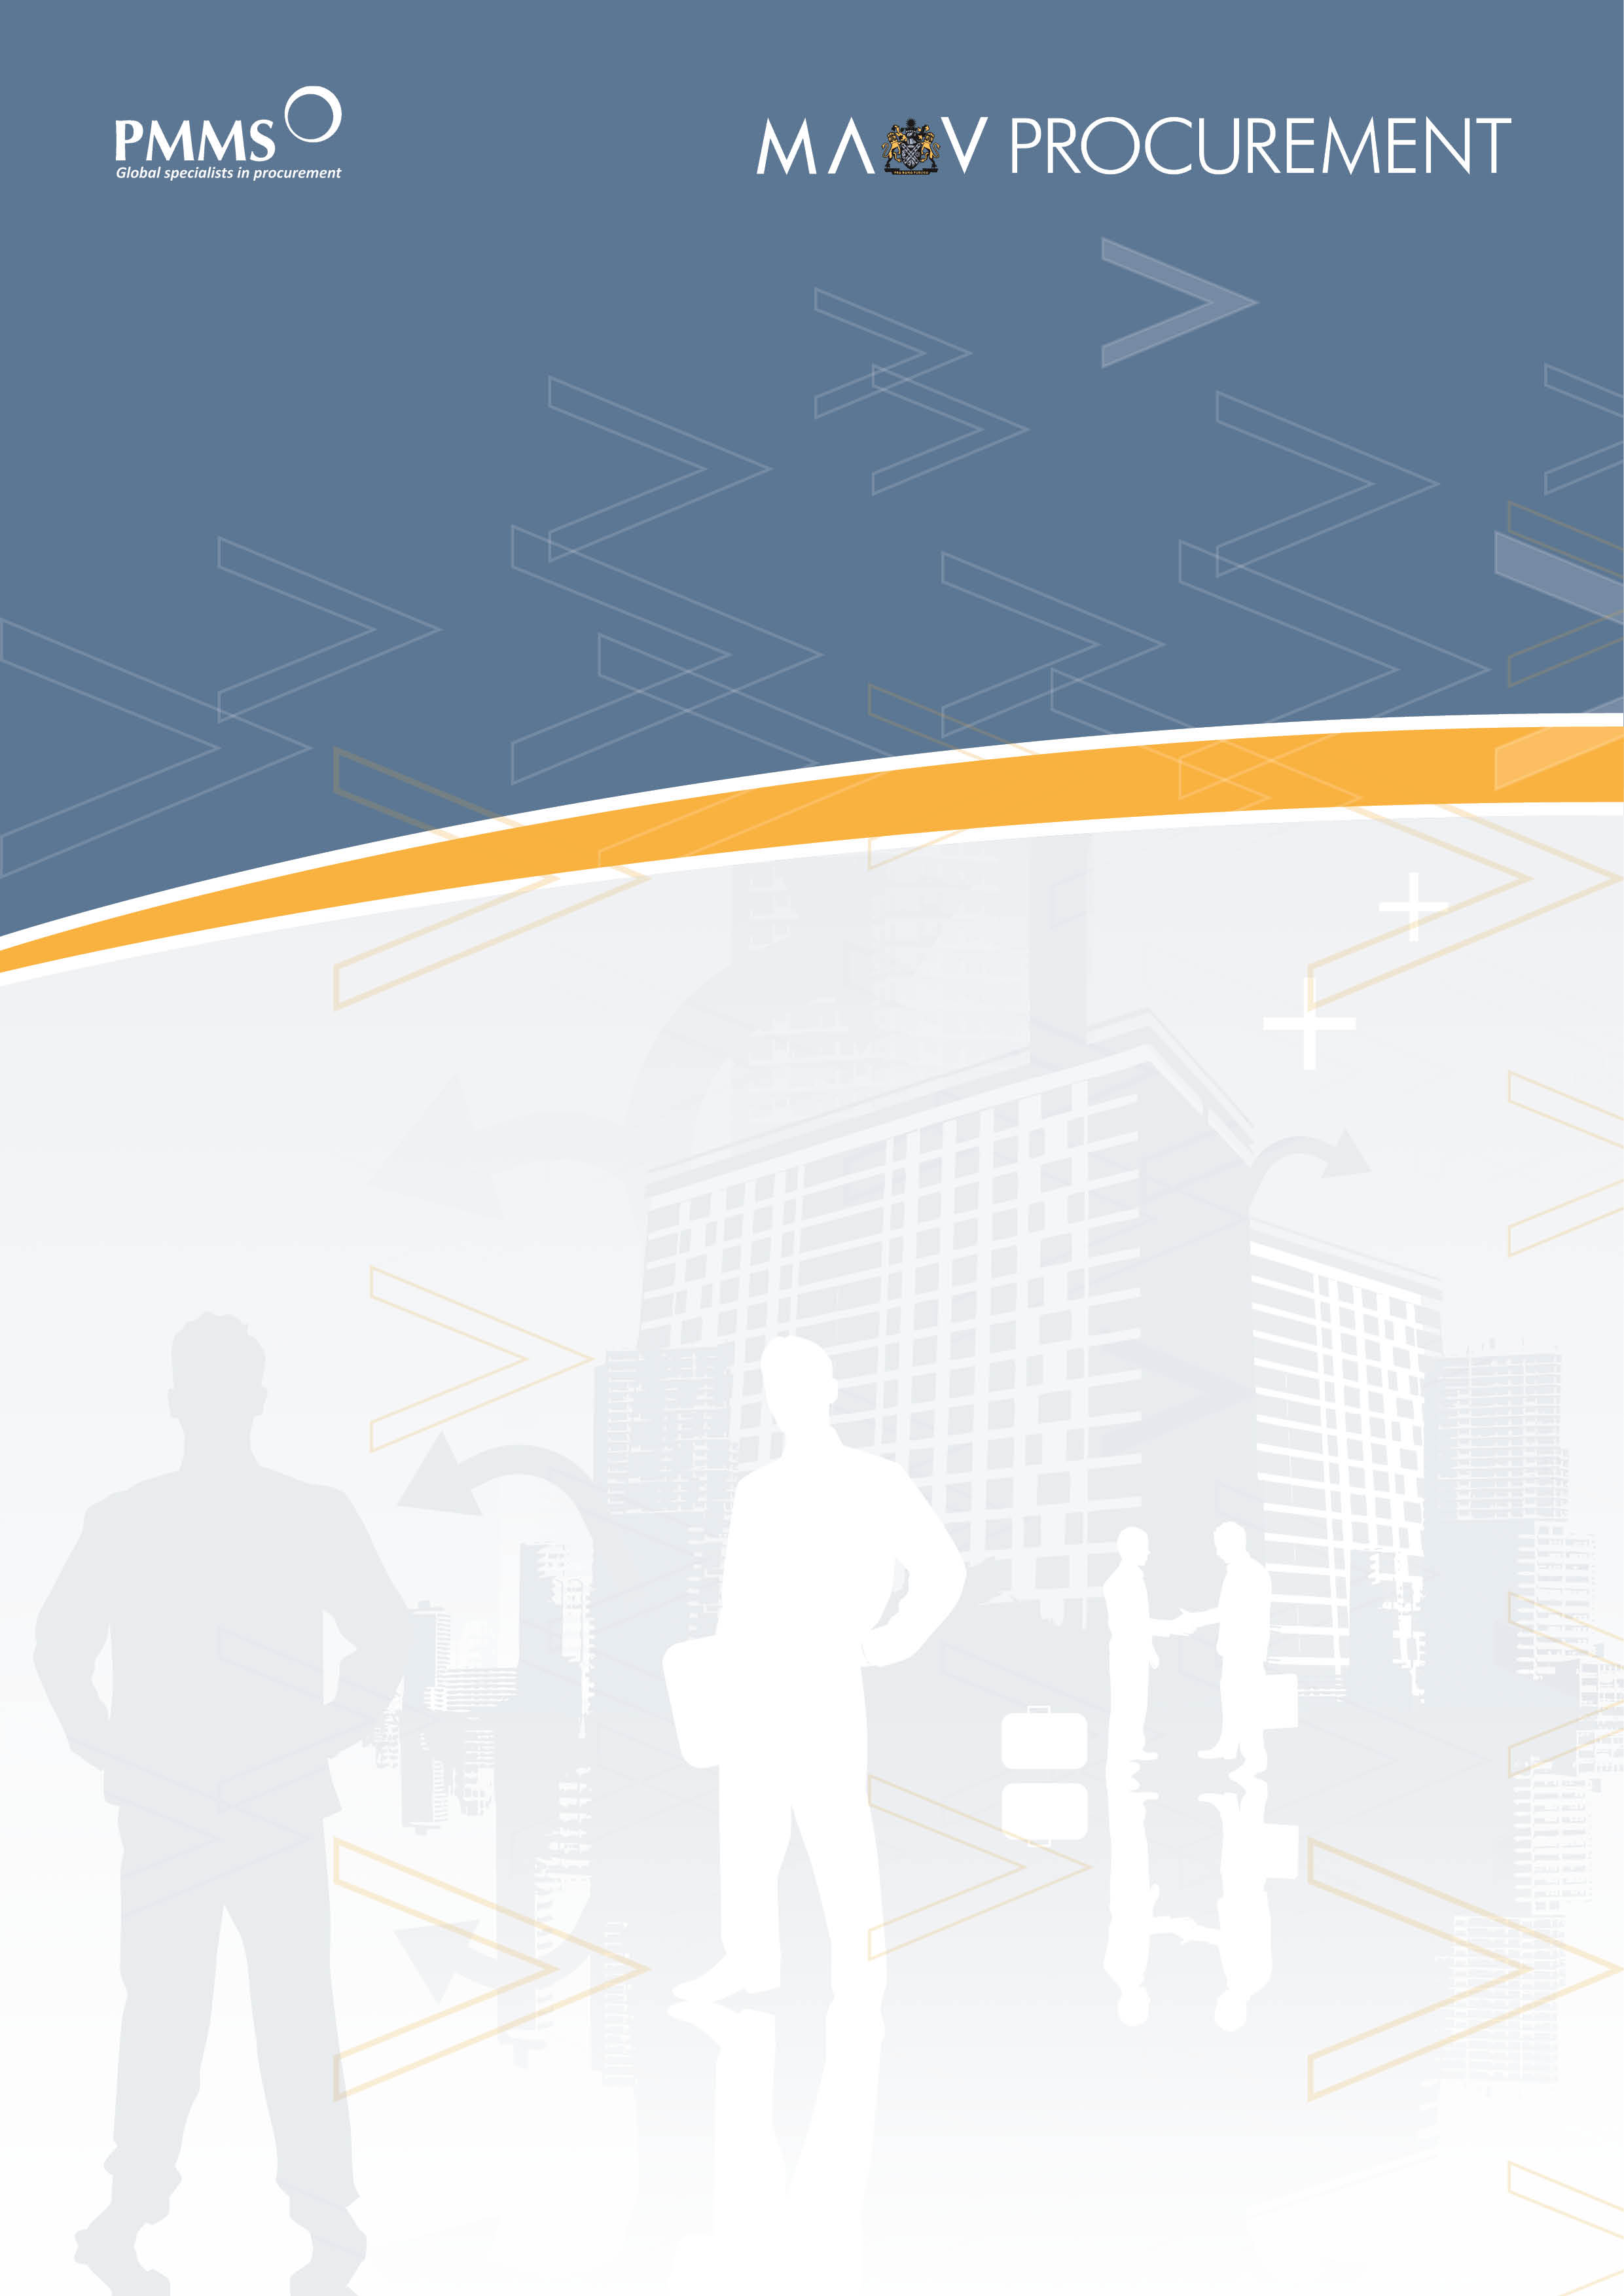 PMMS
Global specialists in procurement
MAV PROCUREMENT